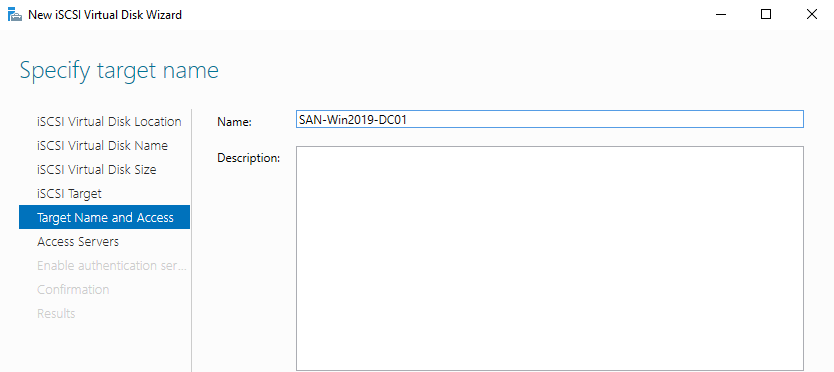 New iSCSI Virtual Disk Wizard
Specify target name
iSCSI Virtual Disk Location
iSCSI Virtual Disk Name
iSCSI Virtual Disk Size
iSCSI Target
Target Name and Access
Access Servers
Enable authentication ser...
Confirmation
Results
Name:
SAN-Win2019-DC01
Description: